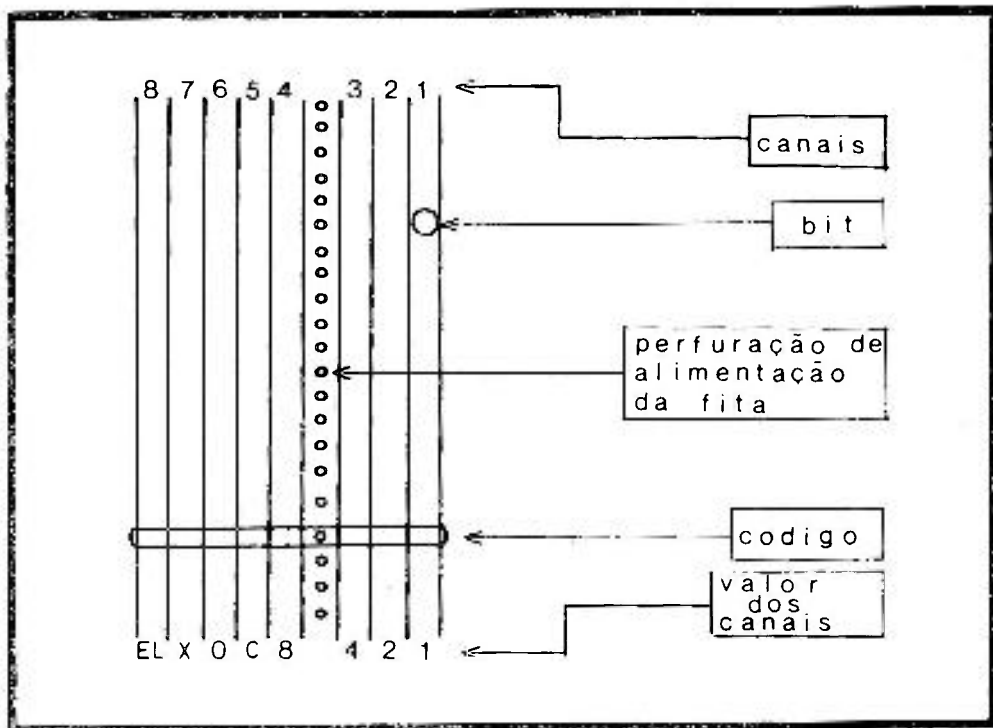 8 7 6 5 4 3 2 1
canais
bit
perfuração de
alimentação
da fita
codigo
valor
dos
canais
EL X O C 8 4 2 1